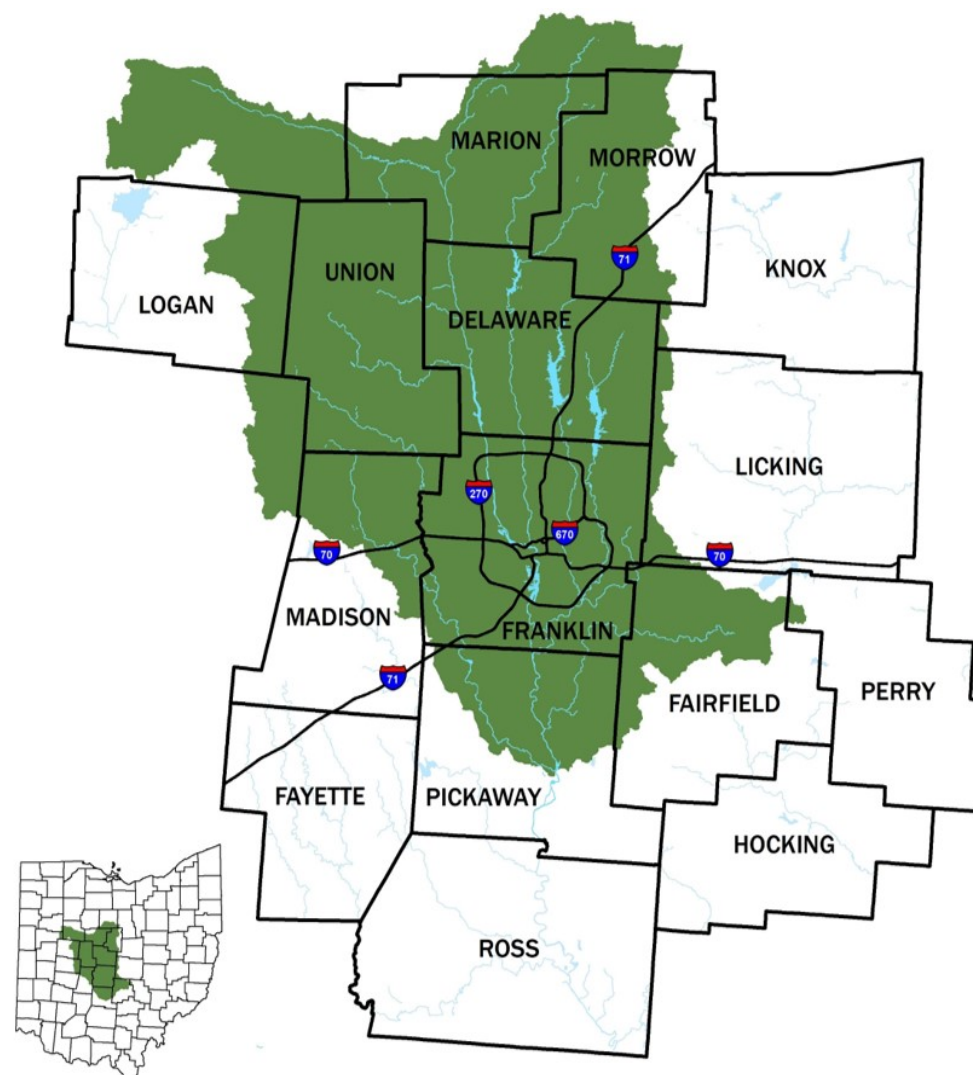 MARION
MORROW
71
KNOX
UNION
LOGAN
DELAWARE
LICKING
270
670
70
70
MADISON
FRANKLIN
71
FAIRFIELD
PERRY
FAYETTE
PICKAWAY
HOCKING
ROSS